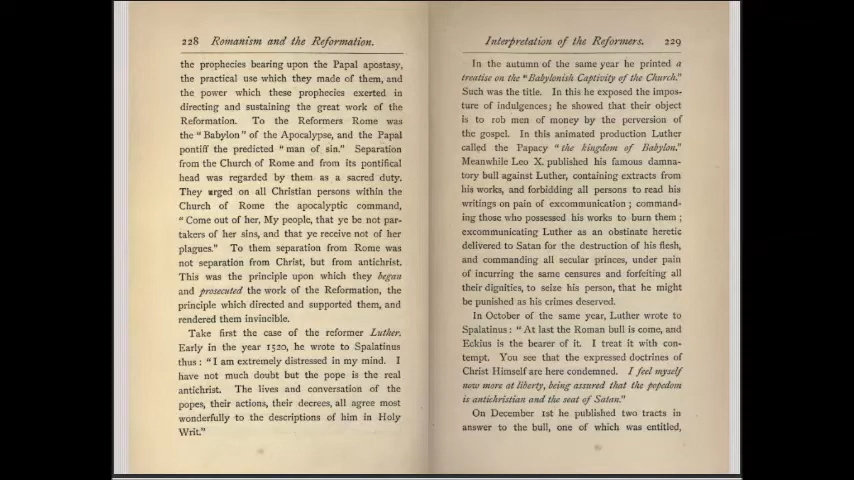 228 Romanism and the Reformation.
the prophecies bearing upon the Papal apostasy,
the practical use which they made of them, and
the power which these prophecies exerted in
directing and sustaining the great work of the
Reformation. To the Reformers Rome was
the "Babylon" of the Apocalypse, and the Papal
pontiff the predicted "man of sin." Separation
from the Church of Rome and from its pontifical
head was regarded by them as a sacred duty.
They urged on all Christian persons within the
Church of Rome the apocalyptic command,
"Come out of her, My people, that ye be not par-
takers of her sins, and that ye receive not of her
plagues." To them separation from Rome was
not separation from Christ, but from antichrist.
This was the principle upon which they began
and prosecuted the work of the Reformation, the
principle which directed and supported them, and
rendered them invincible.
Take first the case of the reformer Luther.
Early in the year 1520, he wrote to Spalatinus
thus: "I am extremely distressed in my mind. I
have not much doubt but the pope is the real
antichrist. The lives and conversation of the
popes, their actions, their decrees, all agree most
wonderfully to the descriptions of him in Holy
Writ."
Interpretation of the Reformers. 229
In the autumn of the same year he printed a
treatise on the "Babylonish Captivity of the Church."
Such was the title. In this he exposed the impos-
ture of indulgences; he showed that their object
is to rob men of money by the perversion of
the gospel. In this animated production Luther
called the Papacy "the kingdom of Babylon."
Meanwhile Leo X. published his famous damna-
tory bull against Luther, containing extracts from
his works, and forbidding all persons to read his
writings on pain of excommunication; command-
ing those who possessed his works to burn them;
excommunicating Luther as an obstinate heretic
delivered to Satan for the destruction of his flesh,
and commanding all secular princes, under pain
of incurring the same censures and forfeiting all
their dignities, to seize his person, that he might
be punished as his crimes deserved.
In October of the same year, Luther wrote to
Spalatinus: "At last the Roman bull is come, and
Eckius is the bearer of it. I treat it with con-
tempt. You see that the expressed doctrines of
Christ Himself are here condemned. I feel myself
now more at liberty, being assured that the popedom
is antichristian and the seat of Satan."
On December 1st he published two tracts in
answer to the bull, one of which was entitled,